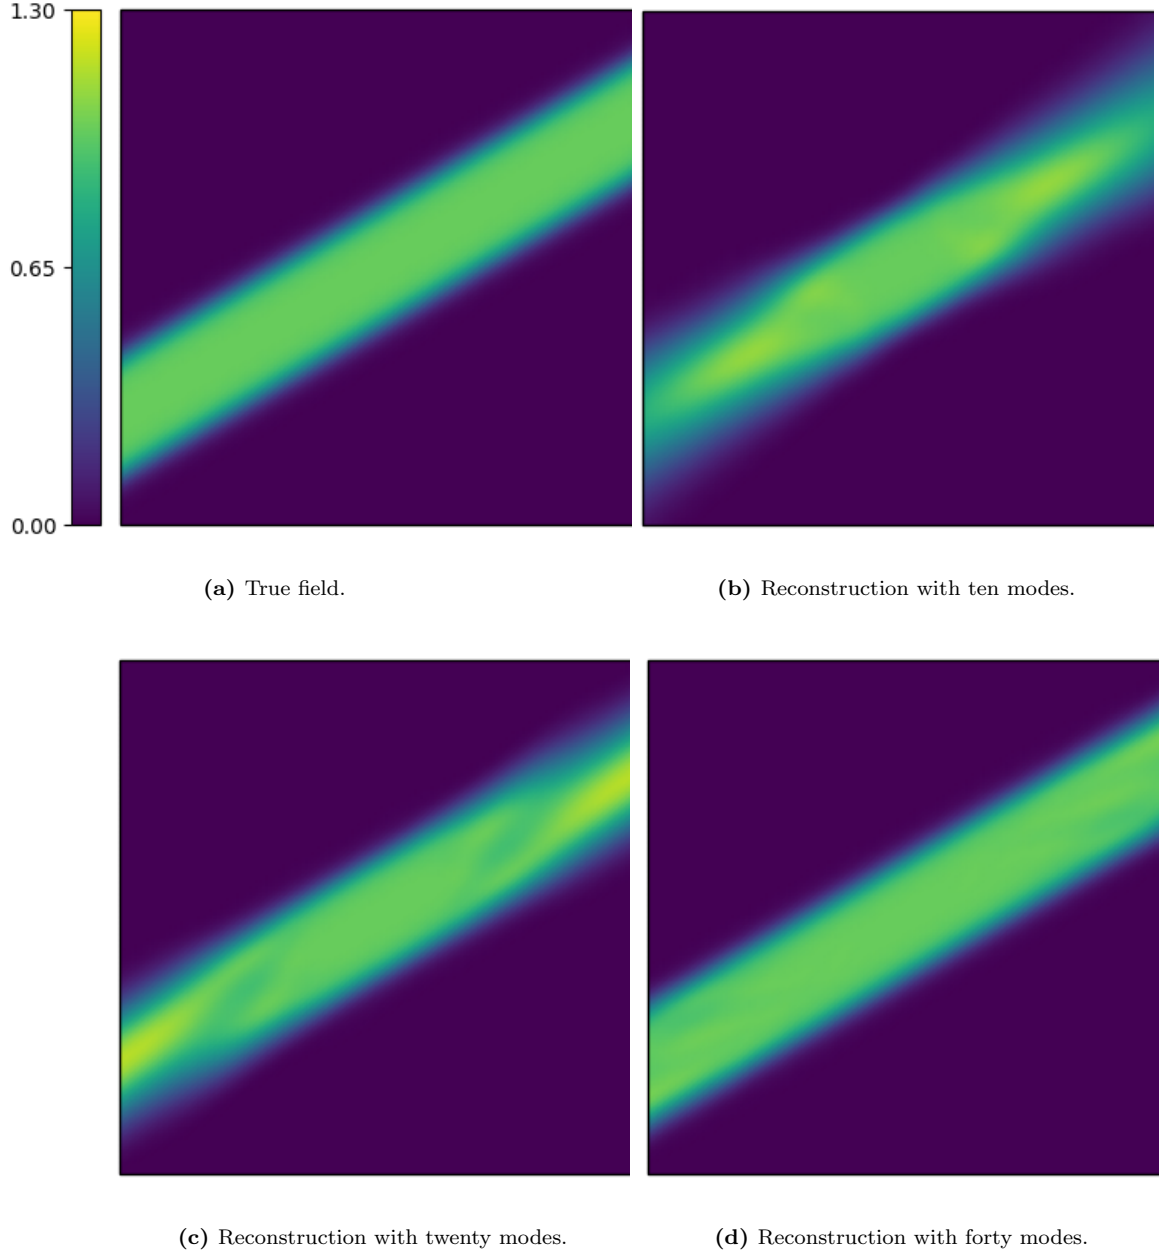 1.30
0.65
0.00
(a) True field.
(b) Reconstruction with ten modes.
(c) Reconstruction with twenty modes.
(d) Reconstruction with forty modes.